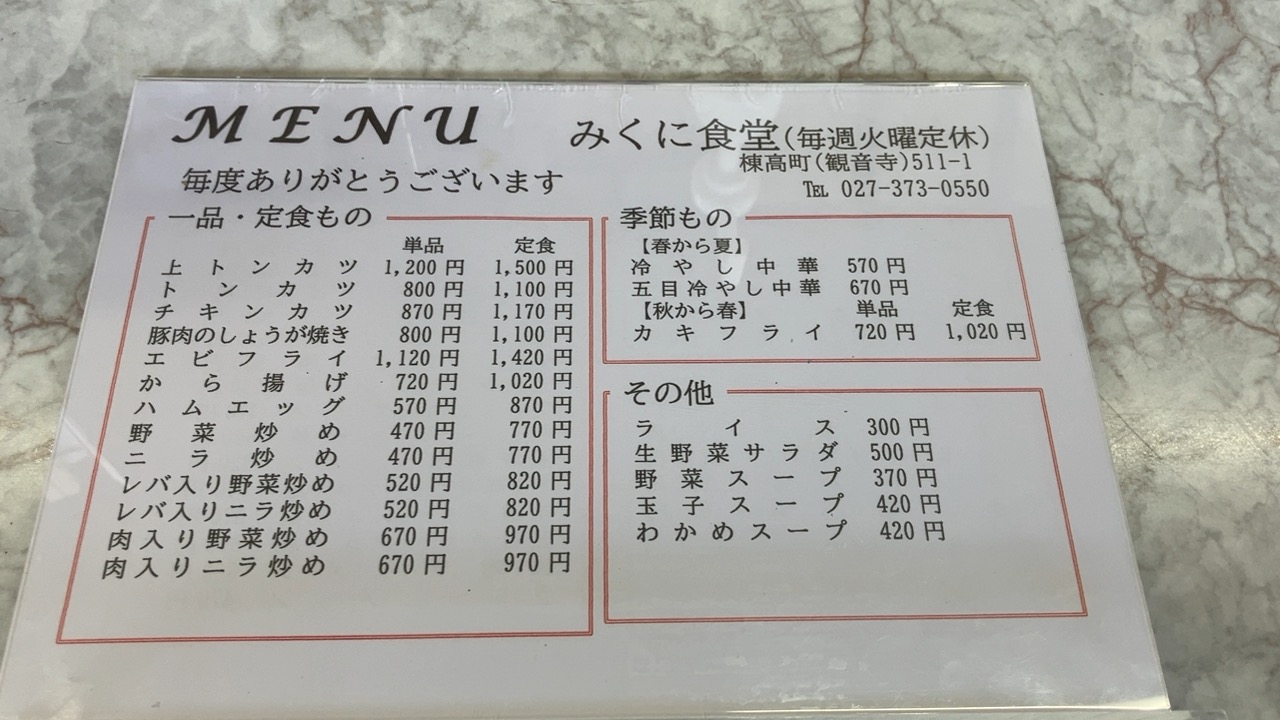 MENU
みくに食堂(毎週火曜定休)
棟高町(観音寺)511-1
℡ 027-373-0550
毎度ありがとうございます
一品・定食もの
単品 定食
上トンカツ 1,200円 1,500円
トンカツ 800円 1,100円
チキンカツ 870円 1,170円
豚肉のしょうが焼き 800円 1,100円
エビフライ 1,120円 1,420円
から揚げ 720円 1,020円
ハムエッグ 570円 870円
野菜炒め 470円 770円
ニラ炒め 470円 770円
レバ入り野菜炒め 520円 820円
レバ入りニラ炒め 520円 820円
肉入り野菜炒め 670円 970円
肉入りニラ炒め 670円 970円
季節もの
【春から夏】
冷やし中華 570円
五目冷やし中華 670円
【秋から春】 単品 定食
カキフライ 720円 1,020円
その他
ライス 300円
生野菜サラダ 500円
野菜スープ 370円
玉子スープ 420円
わかめスープ 420円